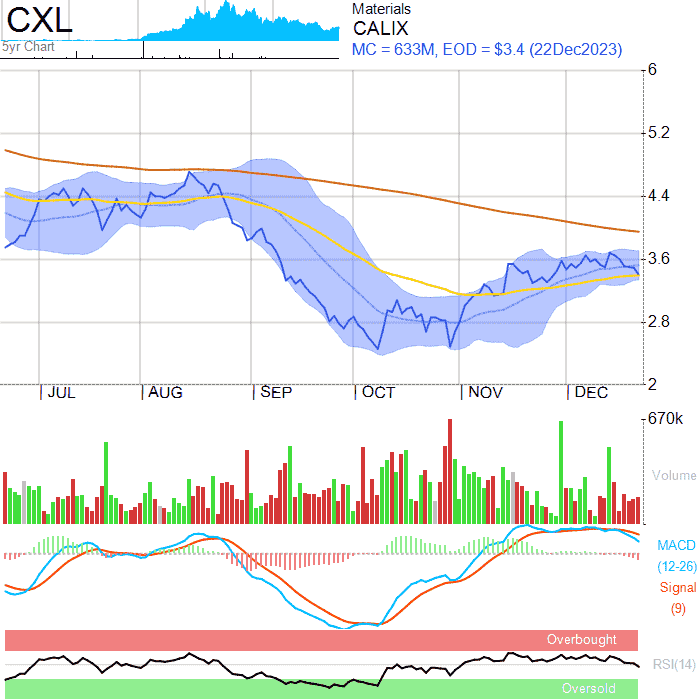 CXL
5yr Chart
Materials
CALIX
MC = 633M, EOD = $3.4 (22Dec2023)
6
5.2
4.4
3.6
2.8
2
JUL AUG SEP OCT NOV DEC
670k
Volume
MACD
(12-26)
Signal
(9)
Overbought
RSI(14)
Oversold